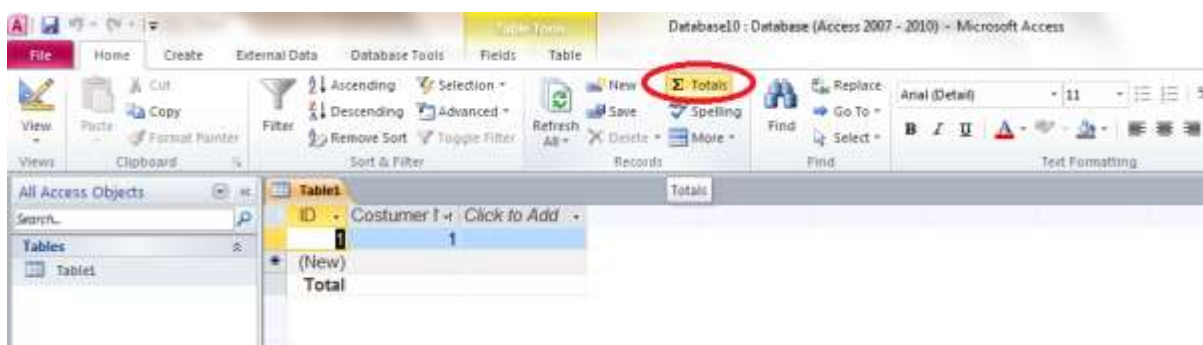 A Table Tools Database10 : Database (Access 2007 - 2010) - Microsoft Access
File Home Create External Data Database Tools Fields Table
Cut Ascending Selection New Σ Totals Replace Arial (Detail) 11
Copy Descending Advanced Save Spelling Go To
View Paste Format Painter Filter Remove Sort Toggle Filter Refresh All Delete More Find Select B I U A
Views Clipboard Sort & Filter Records Find Text Formatting
All Access Objects Table1 Totals
Search.. ID Costumer Click to Add
Tables 1 1
Table1 (New)
Total